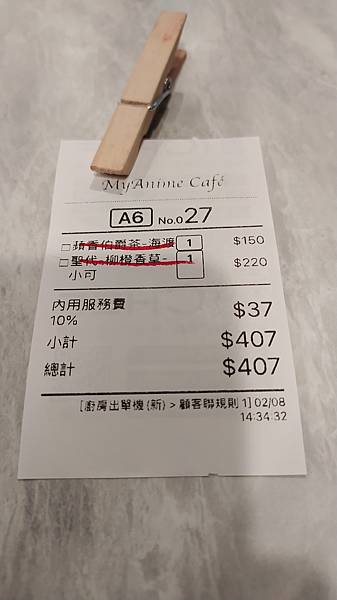 MyAnime Café
A6 No.027
□蘋香伯爵茶-海渡 1 $150
□聖代-柳橙香草- 1 $220
小可
內用服務費 $37
10%
小計 $407
總計 $407
[廚房出單機(新) > 顧客聯規則 1] 02/08
14:34:32